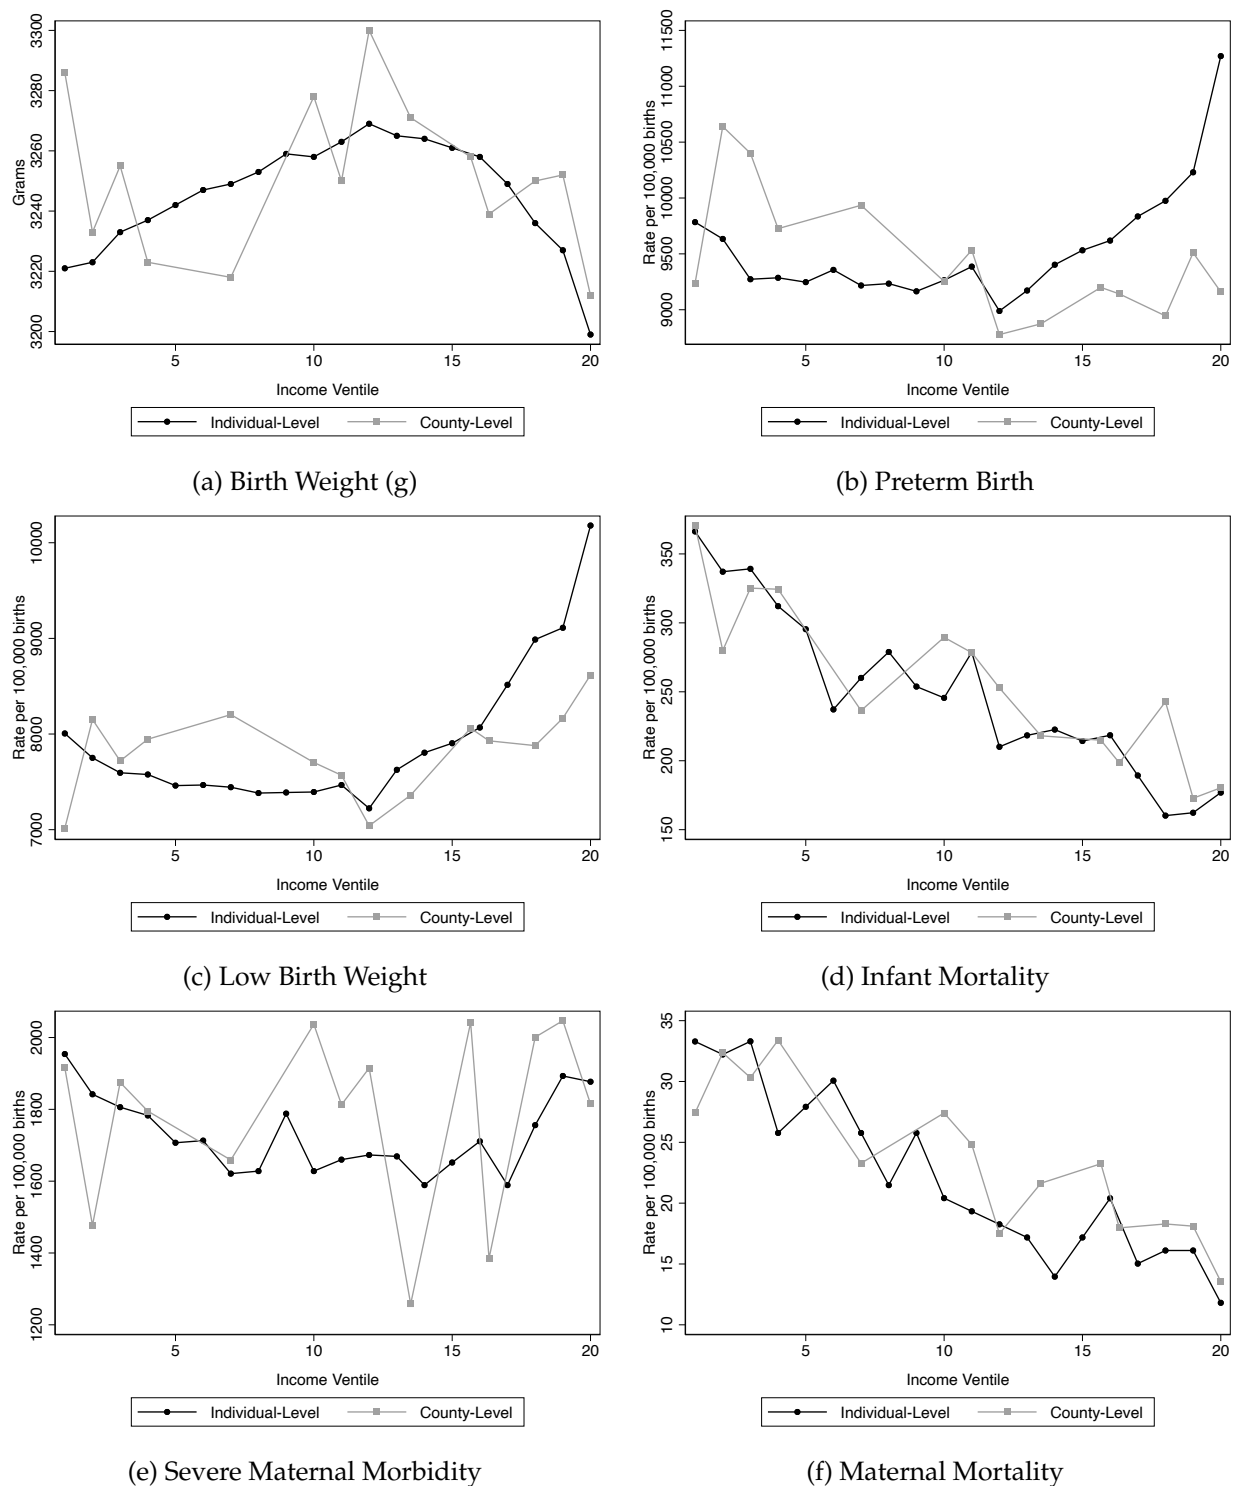 3300
3280
3260
3240
3220
3200
Grams
5 10 15 20
Income Ventile
Individual-Level County-Level
(a) Birth Weight (g)
11500
11000
10500
10000
9500
9000
Rate per 100,000 births
5 10 15 20
Income Ventile
Individual-Level County-Level
(b) Preterm Birth
10000
9000
8000
7000
Rate per 100,000 births
5 10 15 20
Income Ventile
Individual-Level County-Level
(c) Low Birth Weight
350
300
250
200
150
Rate per 100,000 births
5 10 15 20
Income Ventile
Individual-Level County-Level
(d) Infant Mortality
2000
1800
1600
1400
1200
Rate per 100,000 births
5 10 15 20
Income Ventile
Individual-Level County-Level
(e) Severe Maternal Morbidity
35
30
25
20
15
10
Rate per 100,000 births
5 10 15 20
Income Ventile
Individual-Level County-Level
(f) Maternal Mortality